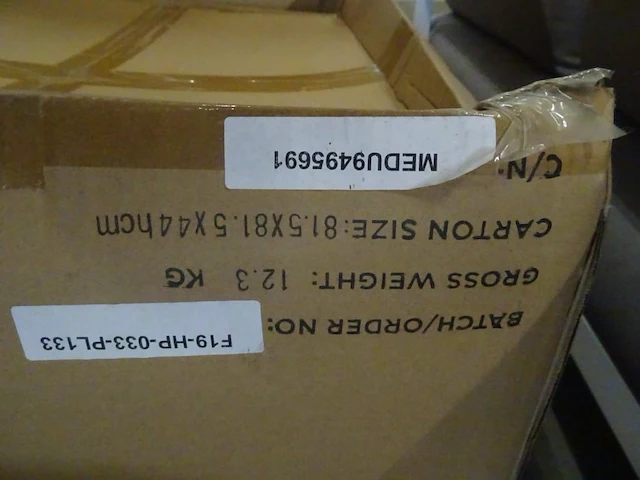 BATCH/ORDER NO: F19-HP-033-PL133
GROSS WEIGHT: 12.3 KG
CARTON SIZE:81.5X81.5X44hcm
C/N: MEDU9495691